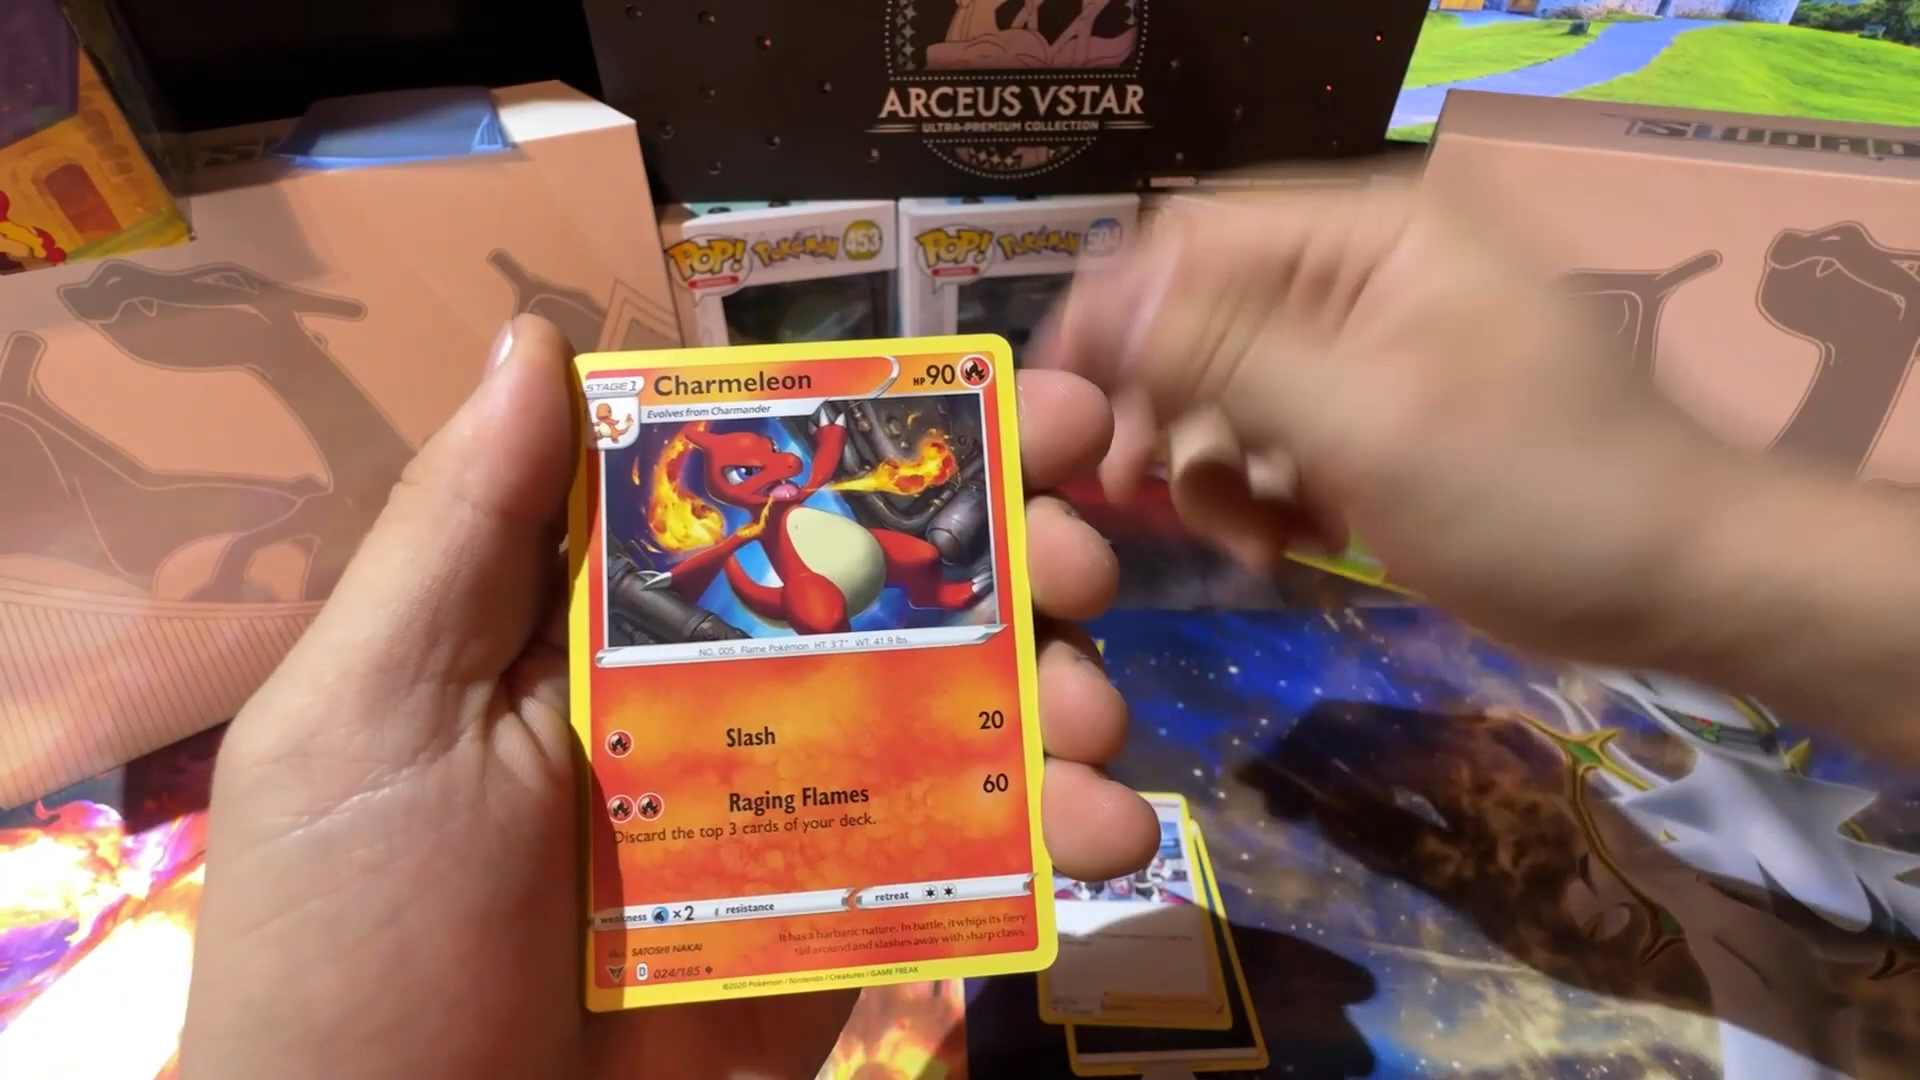 ARCEUS VSTAR
ULTRA-PREMIUM COLLECTION
POP! Pokémon 453
POP! Pokémon
STAGE 1
Charmeleon
HP 90
Evolves from Charmander
NO. 005 Flame Pokémon HT: 3'7" WT: 41.9 lbs.
Slash 20
Raging Flames 60
Discard the top 3 cards of your deck.
weakness ×2 resistance retreat
It has a barbaric nature. In battle, it whips its fiery
tail around and slashes away with sharp claws.
illus. SATOSHI NAKAI
D 024/185
©2020 Pokémon / Nintendo / Creatures / GAME FREAK